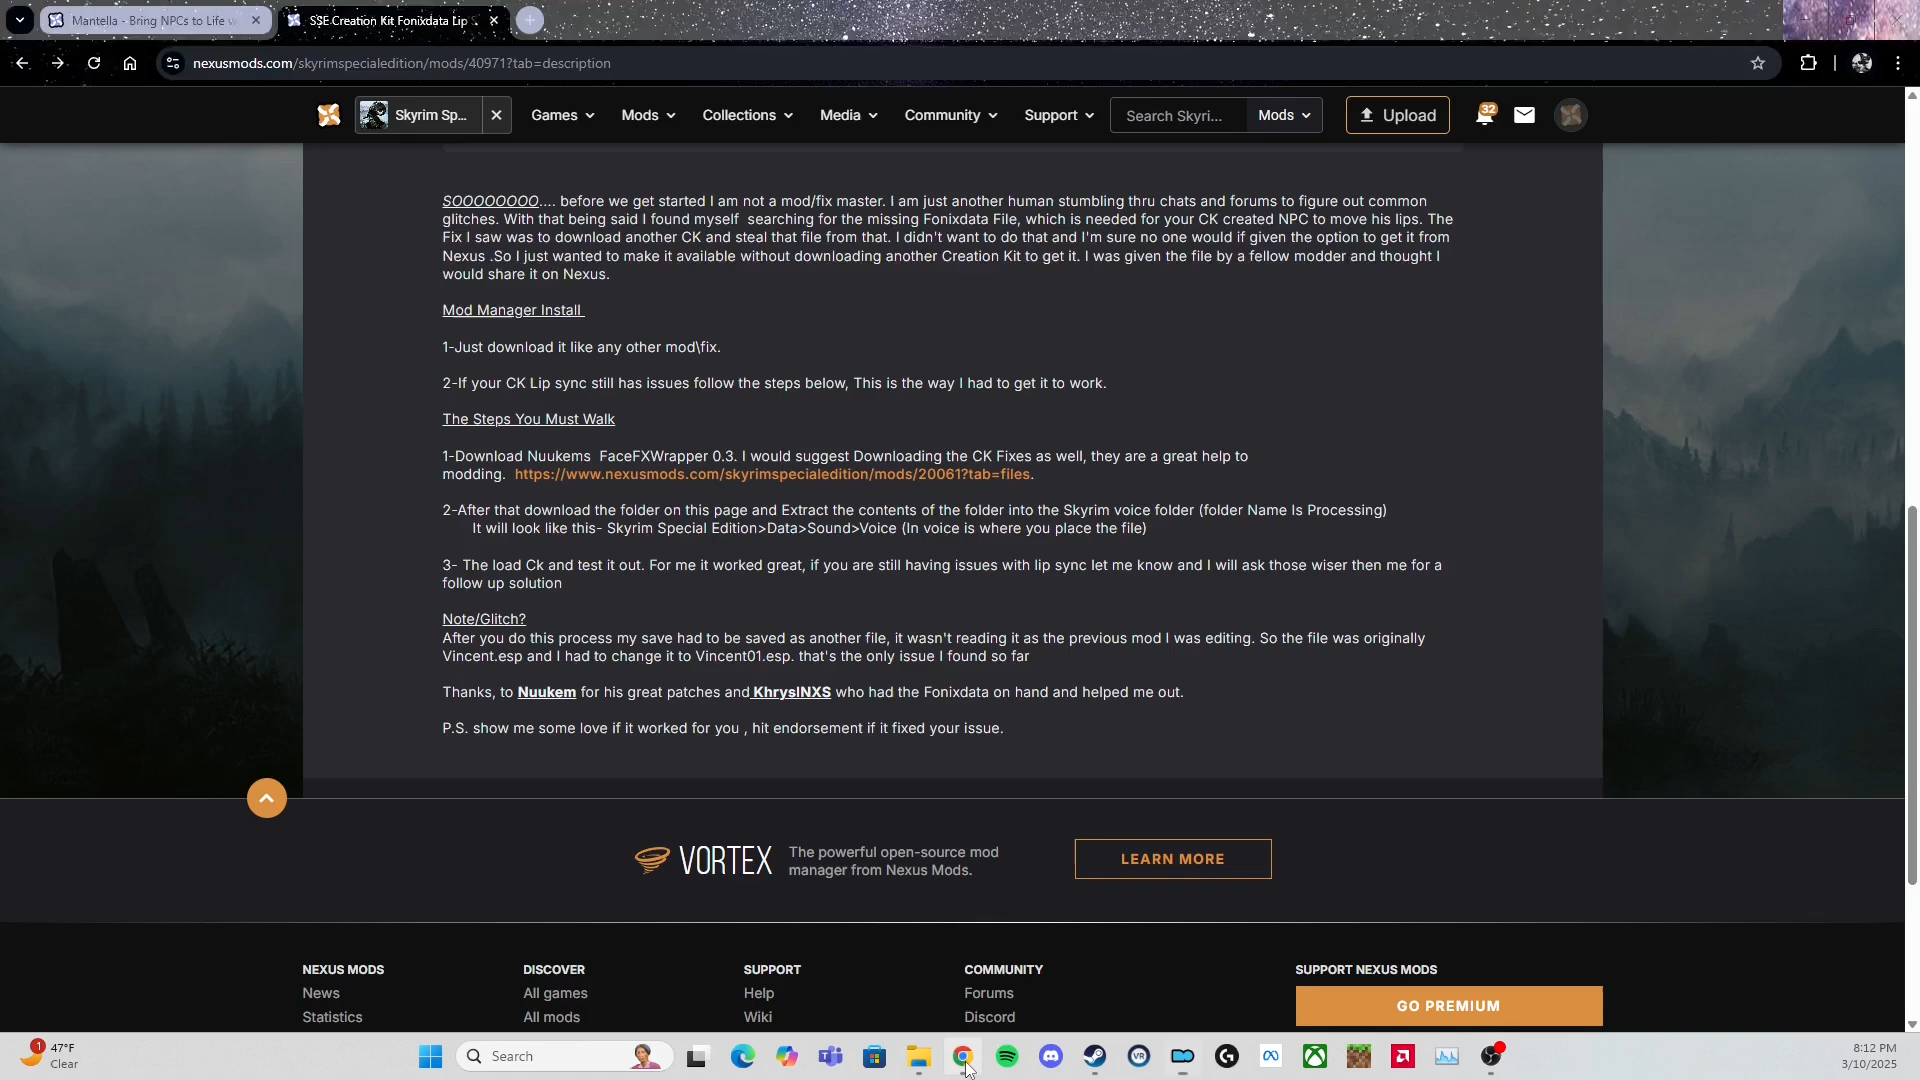 Mantella - Bring NPCs to Life w
SSE Creation Kit Fonixdata Lip S
nexusmods.com/skyrimspecialedition/mods/40971?tab=description
Skyrim Sp... Games Mods Collections Media Community Support Search Skyri... Mods Upload 32
SOOOOOOOO.... before we get started I am not a mod/fix master. I am just another human stumbling thru chats and forums to figure out common
glitches. With that being said I found myself searching for the missing Fonixdata File, which is needed for your CK created NPC to move his lips. The
Fix I saw was to download another CK and steal that file from that. I didn't want to do that and I'm sure no one would if given the option to get it from
Nexus .So I just wanted to make it available without downloading another Creation Kit to get it. I was given the file by a fellow modder and thought I
would share it on Nexus.
Mod Manager Install
1-Just download it like any other mod\fix.
2-If your CK Lip sync still has issues follow the steps below, This is the way I had to get it to work.
The Steps You Must Walk
1-Download Nuukems FaceFXWrapper 0.3. I would suggest Downloading the CK Fixes as well, they are a great help to
modding. https://www.nexusmods.com/skyrimspecialedition/mods/20061?tab=files.
2-After that download the folder on this page and Extract the contents of the folder into the Skyrim voice folder (folder Name Is Processing)
It will look like this- Skyrim Special Edition>Data>Sound>Voice (In voice is where you place the file)
3- The load Ck and test it out. For me it worked great, if you are still having issues with lip sync let me know and I will ask those wiser then me for a
follow up solution
Note/Glitch?
After you do this process my save had to be saved as another file, it wasn't reading it as the previous mod I was editing. So the file was originally
Vincent.esp and I had to change it to Vincent01.esp. that's the only issue I found so far
Thanks, to Nuukem for his great patches and KhrysINXS who had the Fonixdata on hand and helped me out.
P.S. show me some love if it worked for you , hit endorsement if it fixed your issue.
VORTEX The powerful open-source mod
manager from Nexus Mods.
LEARN MORE
NEXUS MODS DISCOVER SUPPORT COMMUNITY SUPPORT NEXUS MODS
News All games Help Forums GO PREMIUM
Statistics All mods Wiki Discord
1 47°F
Clear
Search
8:12 PM
3/10/2025